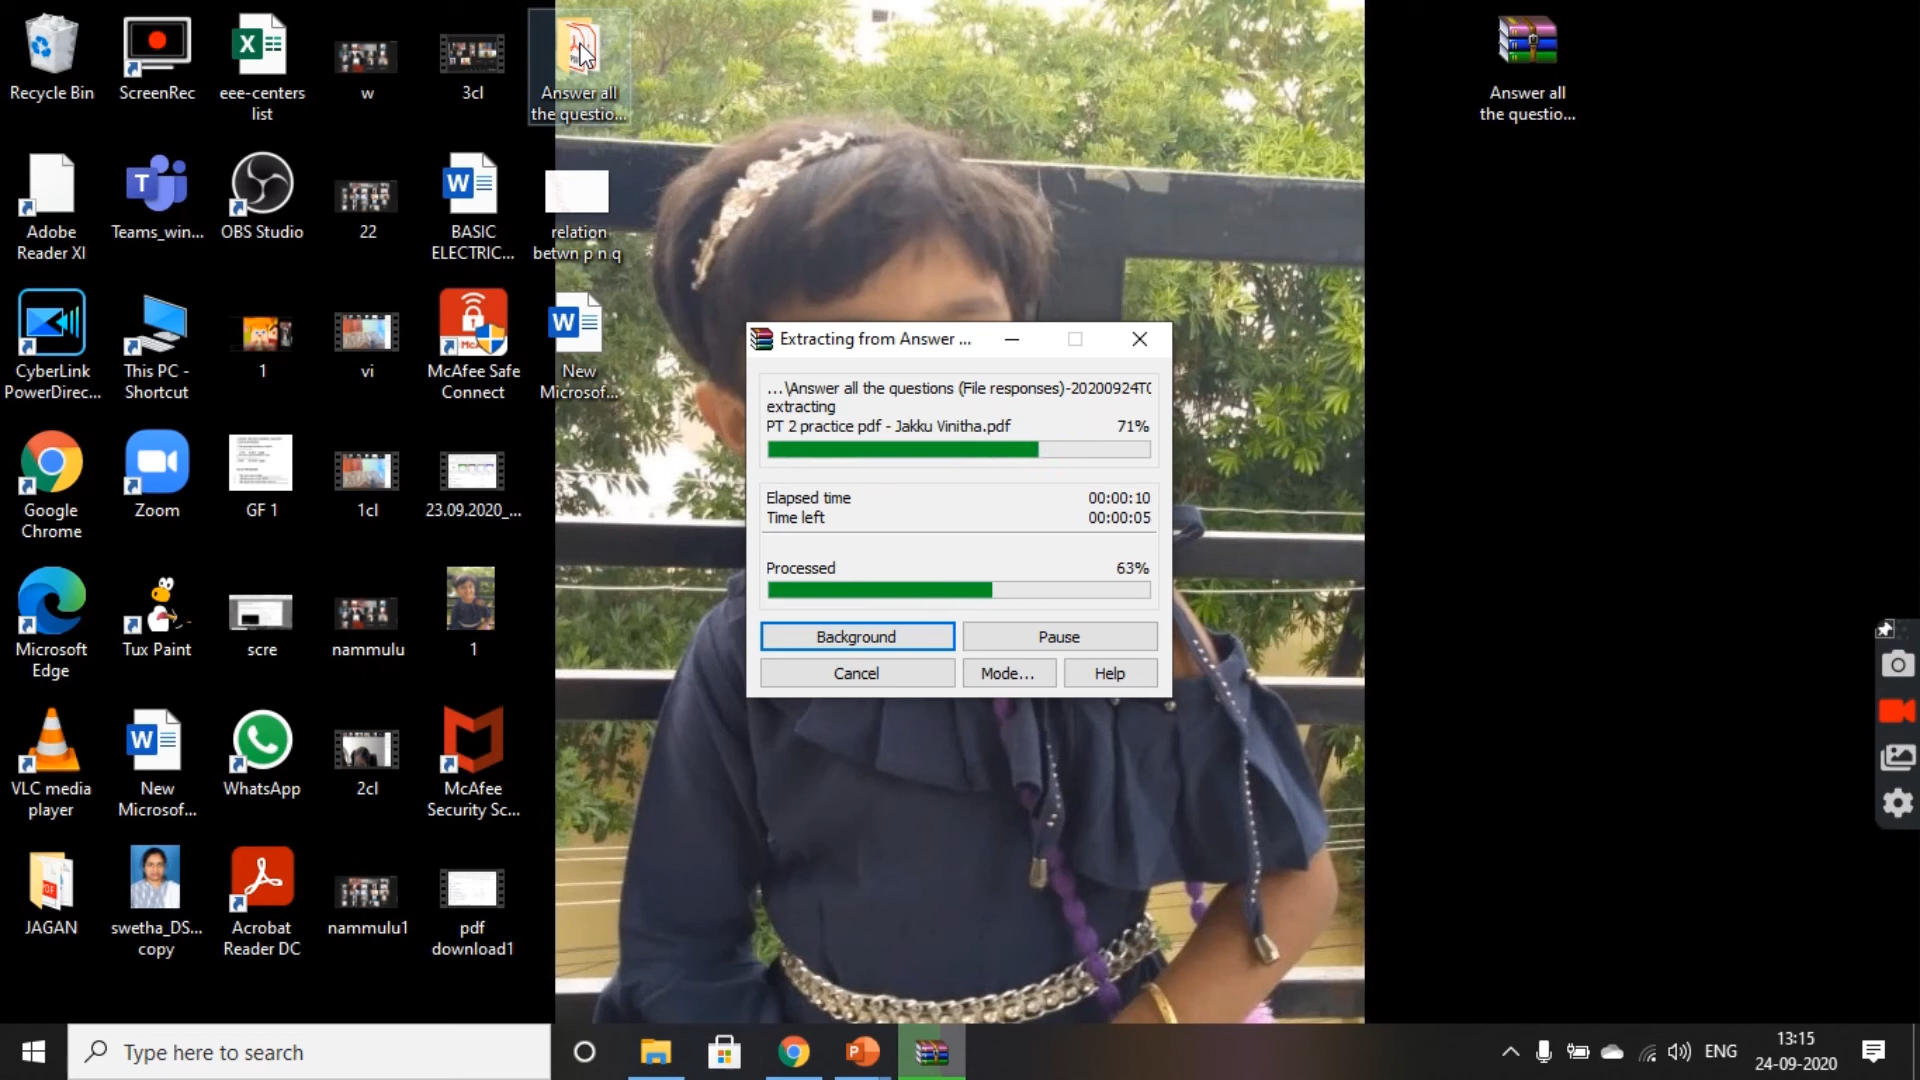 Recycle Bin
ScreenRec
eee-centers
list
w
3cl
Answer all
the questio...
Answer all
the questio...
Adobe
Reader XI
Teams_win...
OBS Studio
22
BASIC
ELECTRIC...
relation
betwn p n q
CyberLink
PowerDirec...
This PC -
Shortcut
1
vi
McAfee Safe
Connect
New
Microsof...
Extracting from Answer ...
...\Answer all the questions (File responses)-20200924T0
extracting
PT 2 practice pdf - Jakku Vinitha.pdf 71%
Elapsed time 00:00:10
Time left 00:00:05
Processed 63%
Background
Pause
Cancel
Mode...
Help
Google
Chrome
Zoom
GF 1
1cl
23.09.2020_...
Microsoft
Edge
Tux Paint
scre
nammulu
1
VLC media
player
New
Microsof...
WhatsApp
2cl
McAfee
Security Sc...
JAGAN
swetha_DS...
copy
Acrobat
Reader DC
nammulu1
pdf
download1
Type here to search
ENG
13:15
24-09-2020